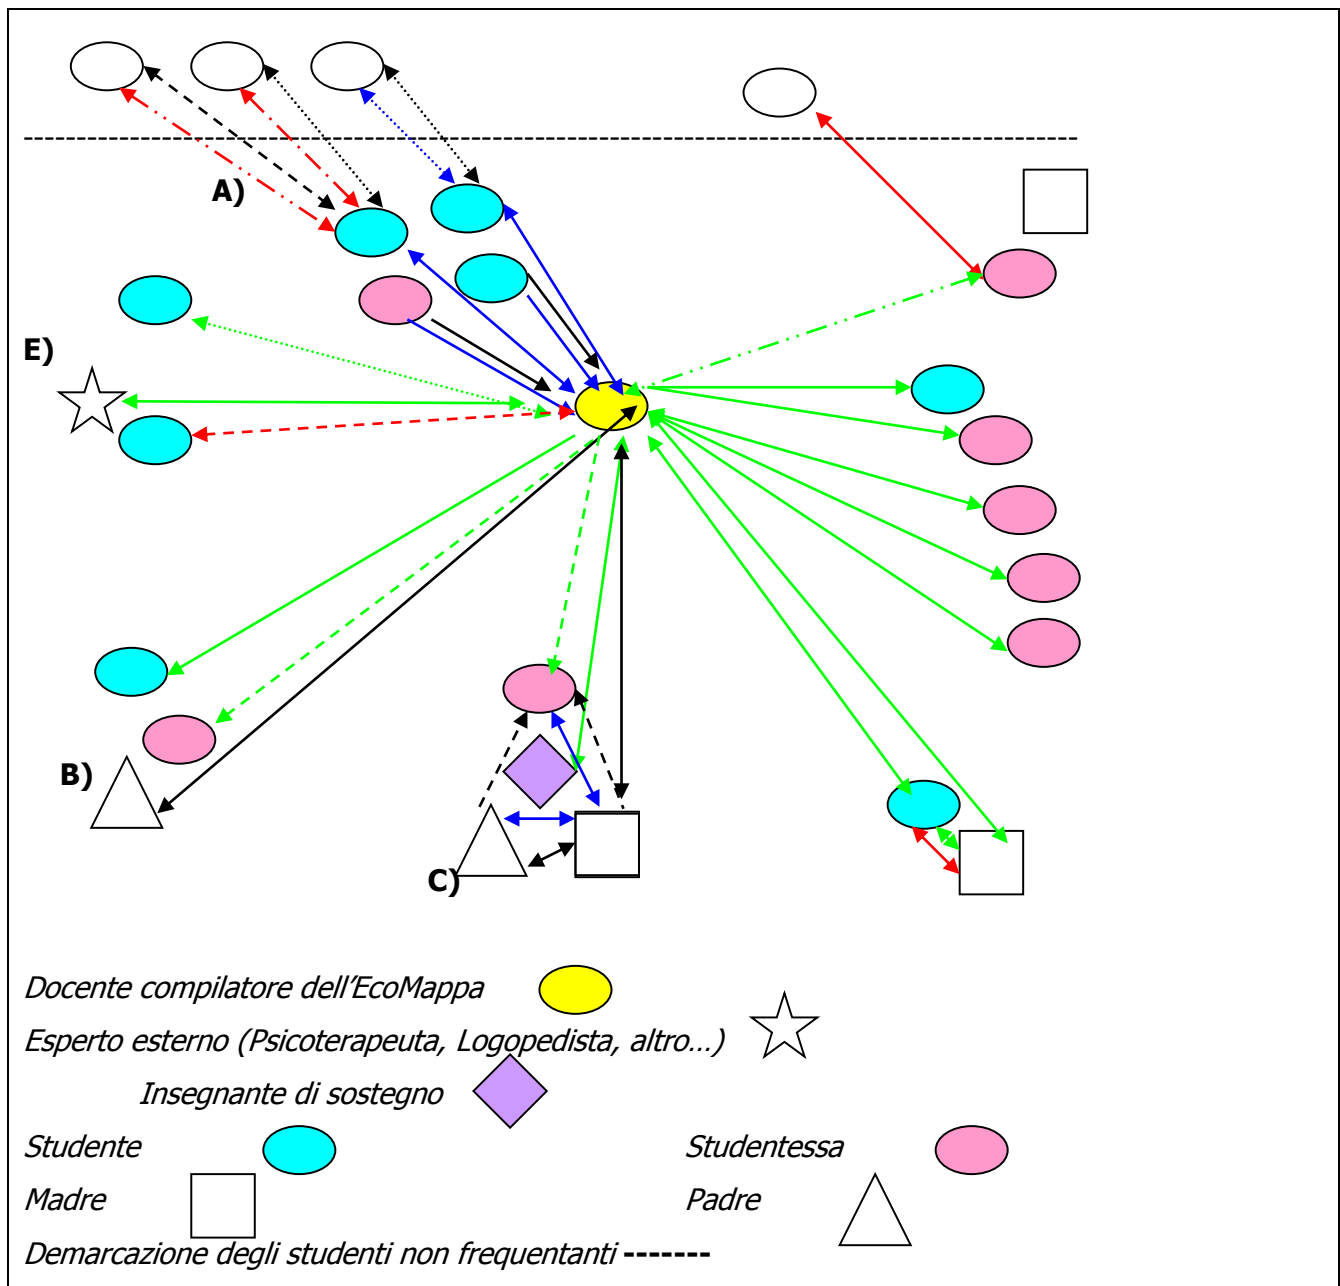 A)
E)
B)
C)
Docente compilatore dell'EcoMappa
Esperto esterno (Psicoterapeuta, Logopedista, altro…)
Insegnante di sostegno
Studente Studentessa
Madre Padre
Demarcazione degli studenti non frequentanti -------